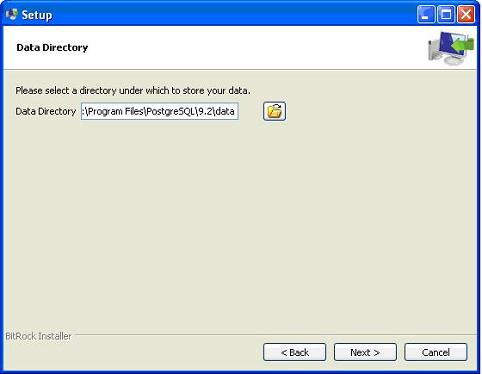 Setup
Data Directory
Please select a directory under which to store your data.
Data Directory :\Program Files\PostgreSQL\9.2\data
BitRock Installer
< Back Next > Cancel